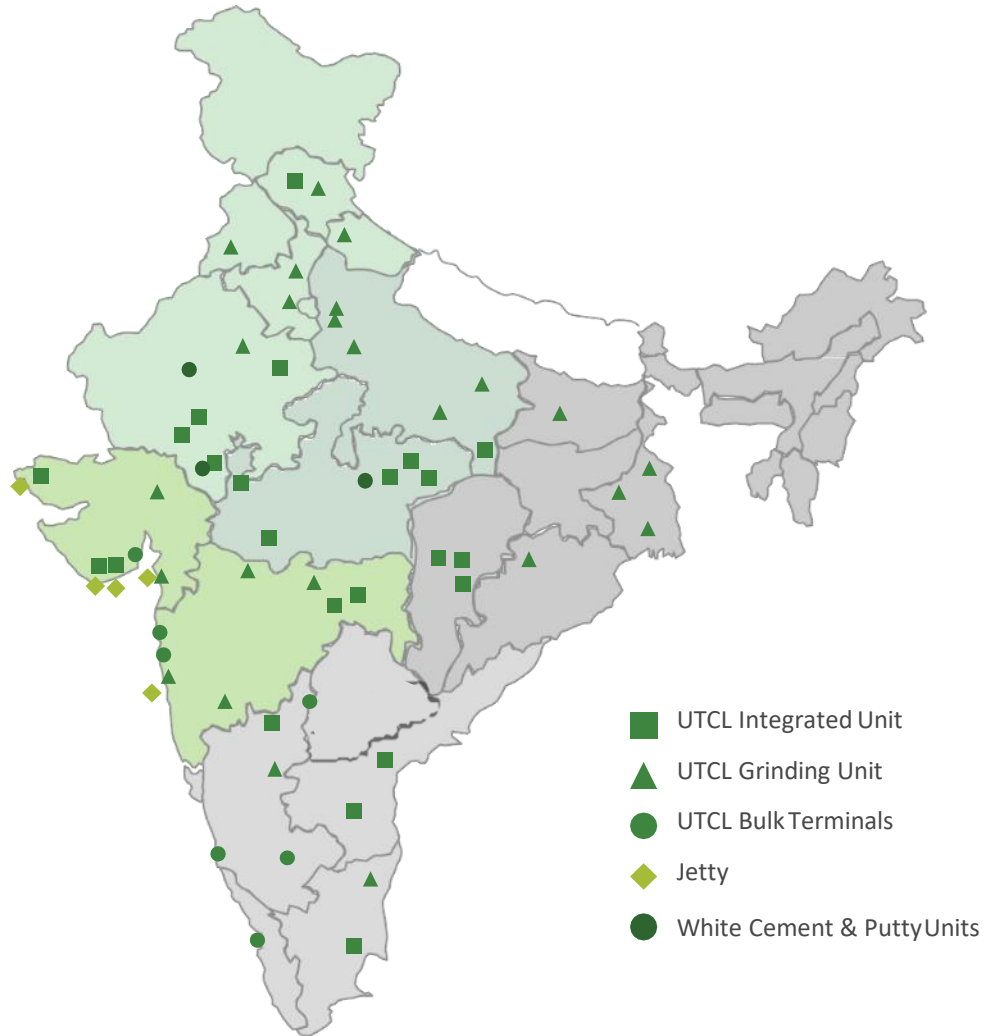 UTCL Integrated Unit
UTCL Grinding Unit
UTCL Bulk Terminals
Jetty
White Cement & Putty Units